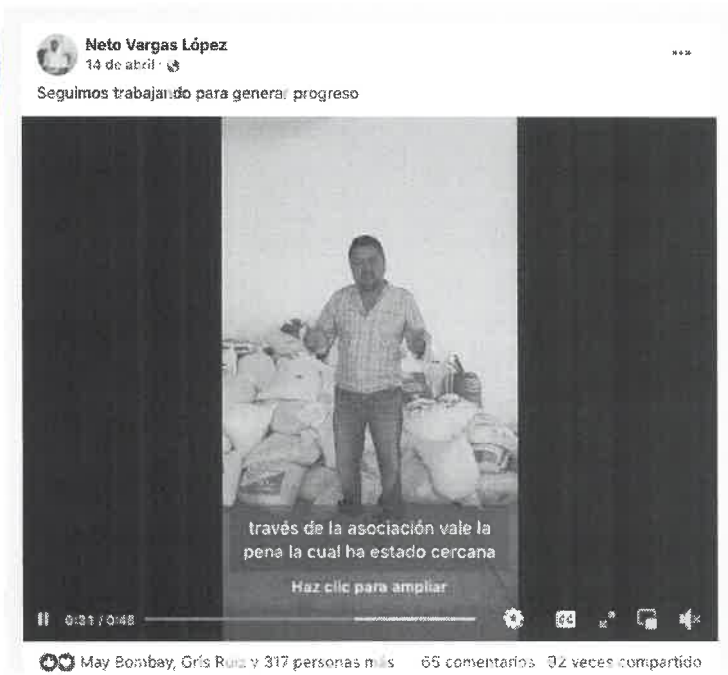 Neto Vargas López
14 de abril
Seguimos trabajando para generar progreso
través de la asociación vale la
pena la cual ha estado cercana
Haz clic para ampliar
0:31 / 0:48
May Bombay, Gris Ruiz y 317 personas más 65 comentarios 92 veces compartido